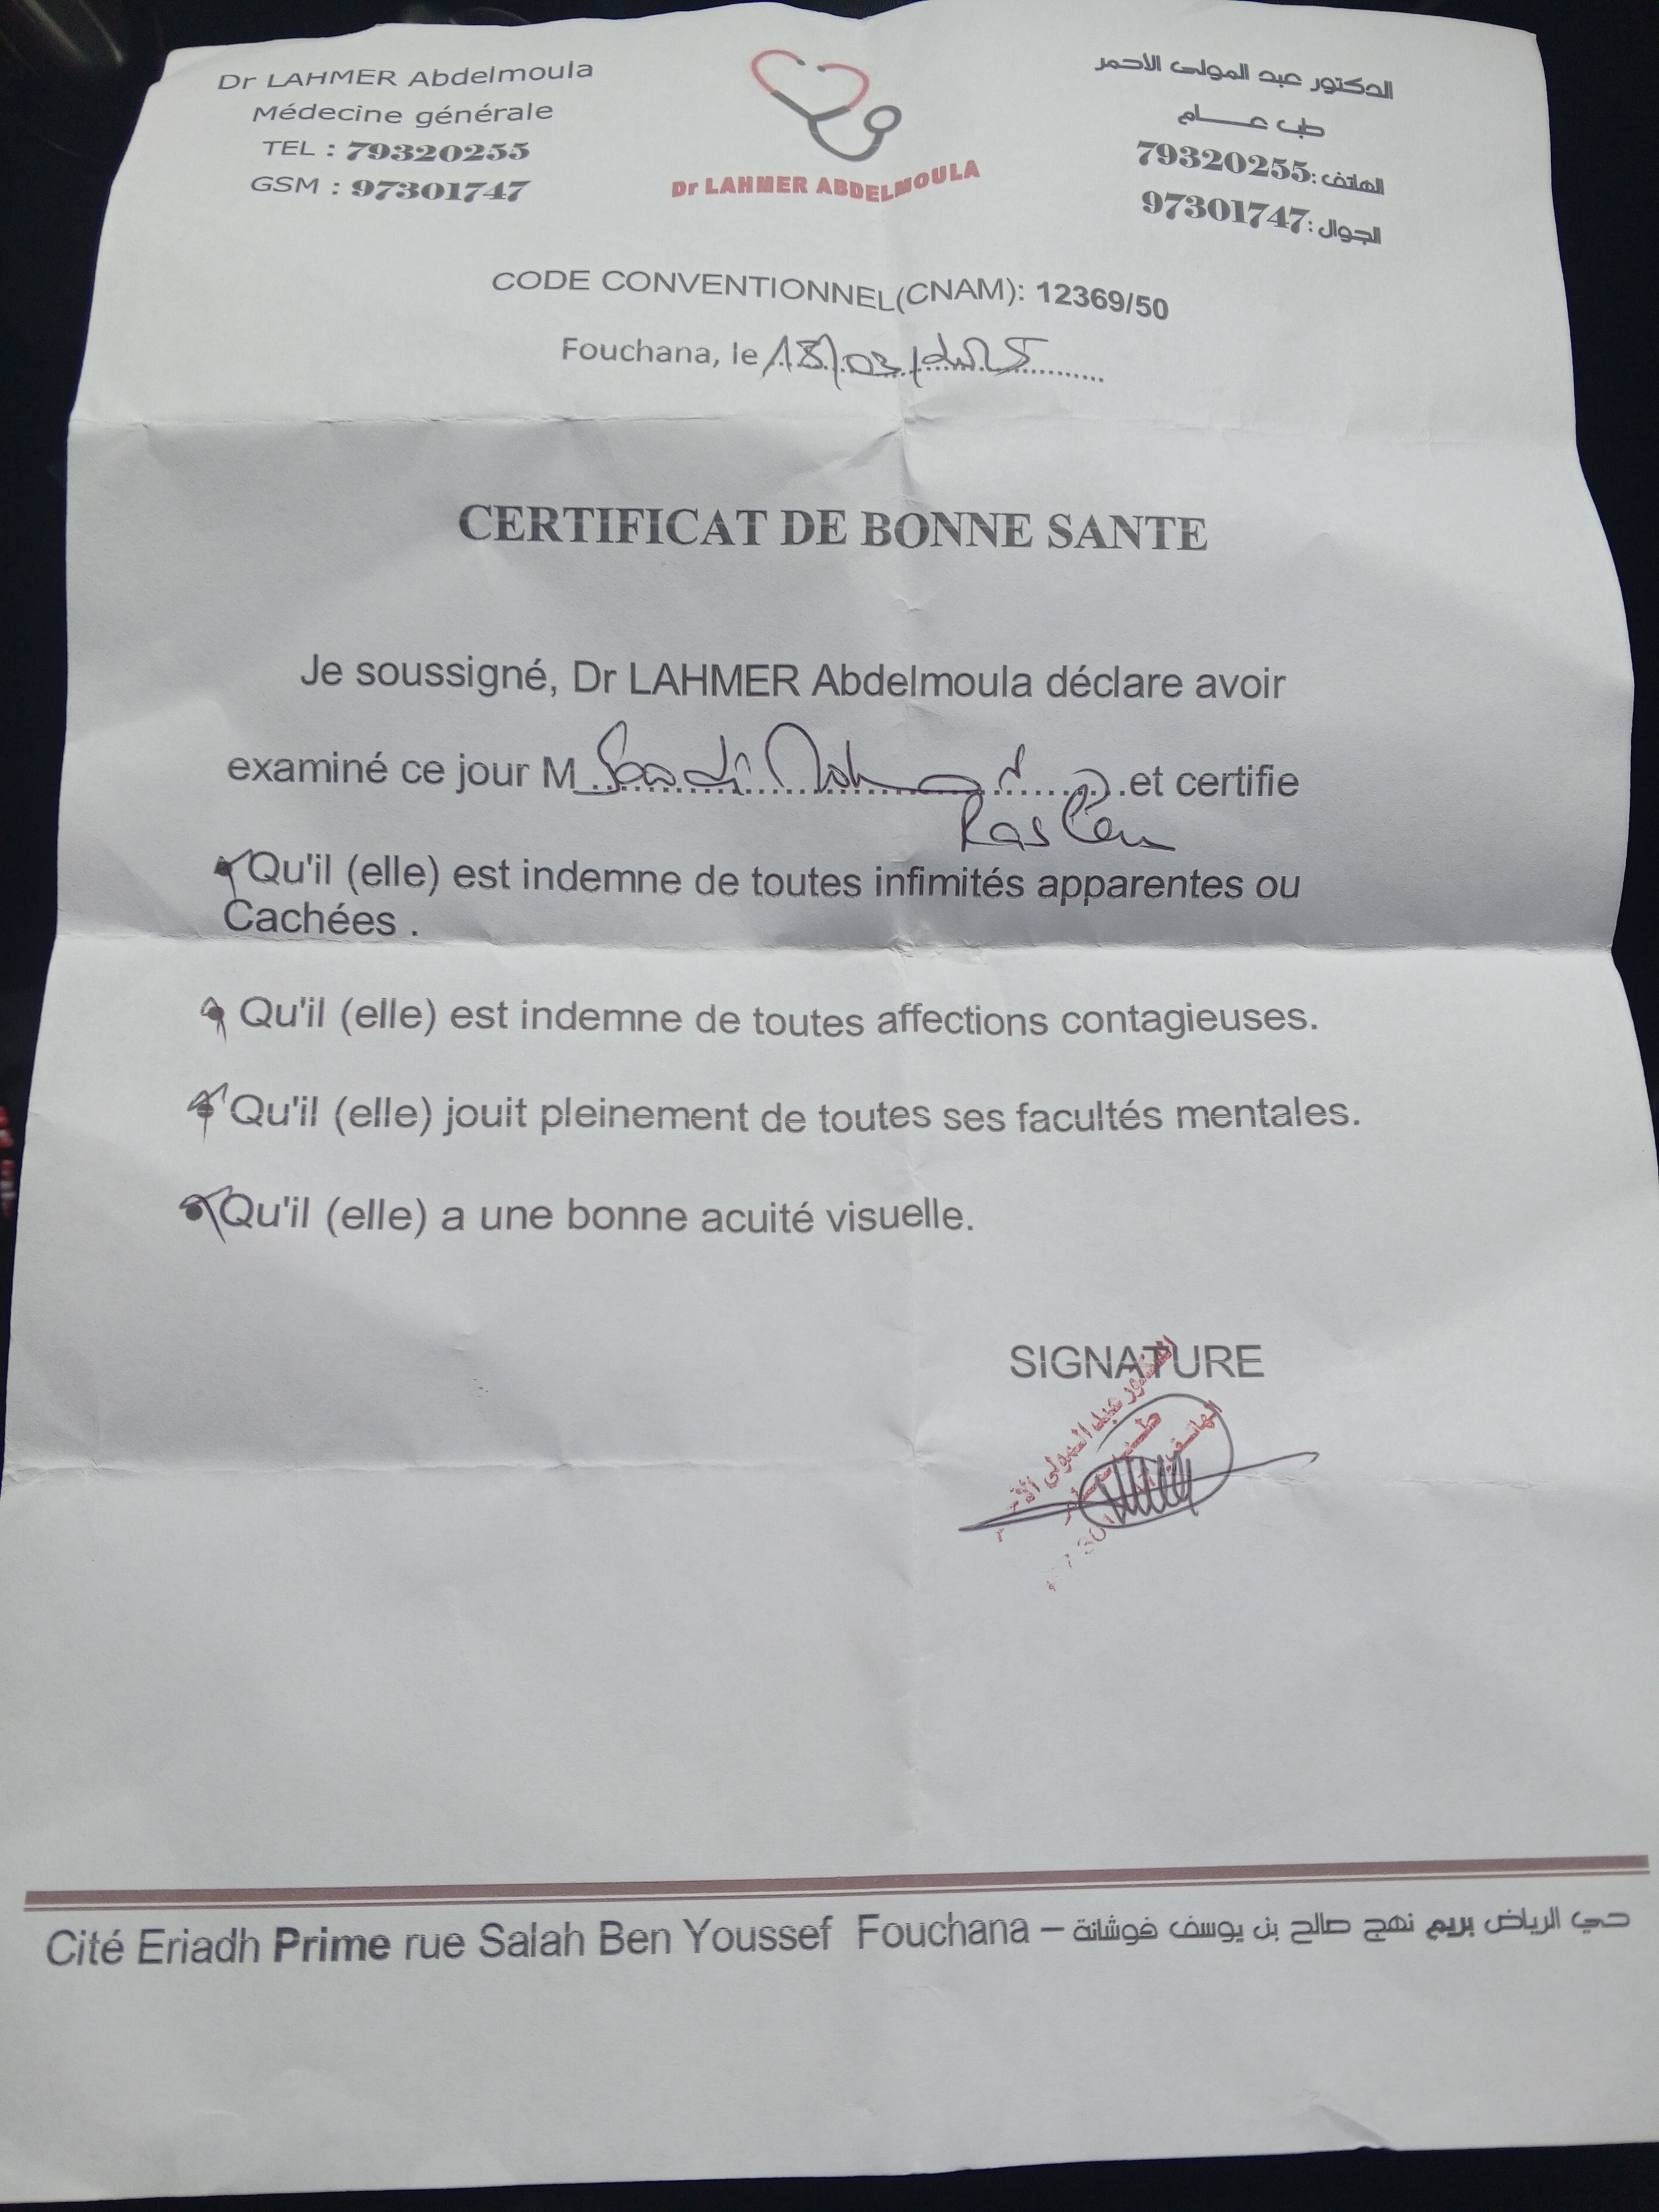 Dr LAHMER Abdelmoula
Médecine générale
TEL : 79320255
GSM : 97301747
Dr LAHMER ABDELMOULA
الدكتور عبد المولى الأحمر
طب عـــام
الهاتف:79320255
الجوال:97301747
CODE CONVENTIONNEL(CNAM): 12369/50
Fouchana, le 18/03/2025
CERTIFICAT DE BONNE SANTE
Je soussigné, Dr LAHMER Abdelmoula déclare avoir
examiné ce jour M Saadi Mohamed et certifie
Raslen
Qu'il (elle) est indemne de toutes infimités apparentes ou
Cachées .
Qu'il (elle) est indemne de toutes affections contagieuses.
Qu'il (elle) jouit pleinement de toutes ses facultés mentales.
Qu'il (elle) a une bonne acuité visuelle.
SIGNATURE
Cité Eriadh Prime rue Salah Ben Youssef Fouchana – حي الرياض بريم نهج صالح بن يوسف فوشانة